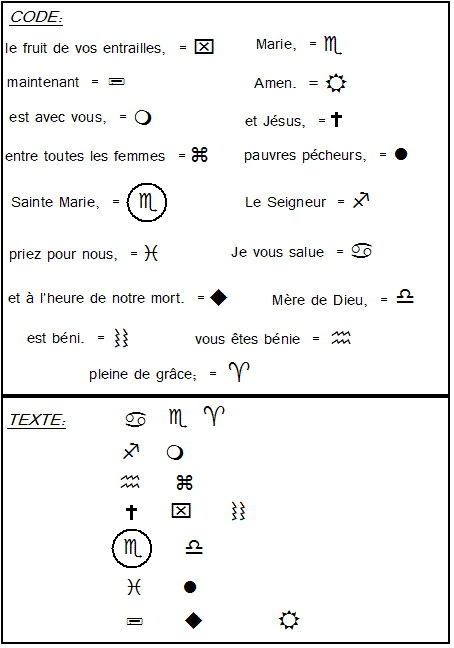 CODE:
le fruit de vos entrailles, = ⌧ Marie, = ♏
maintenant = ⩵ Amen. = ☼
est avec vous, = ❍ et Jésus, = ✝
entre toutes les femmes = ⌘ pauvres pécheurs, = ●
Sainte Marie, = ♏ Le Seigneur = ♐
priez pour nous, = ♓ Je vous salue = ♋
et à l'heure de notre mort. = ◆ Mère de Dieu, = ♎
est béni. = ⌇⌇ vous êtes bénie = ♒
pleine de grâce; = ♈
TEXTE: ♋ ♏ ♈
♐ ❍
♒ ⌘
✝ ⌧ ⌇⌇
♏ ♎
♓ ●
⩵ ◆ ☼